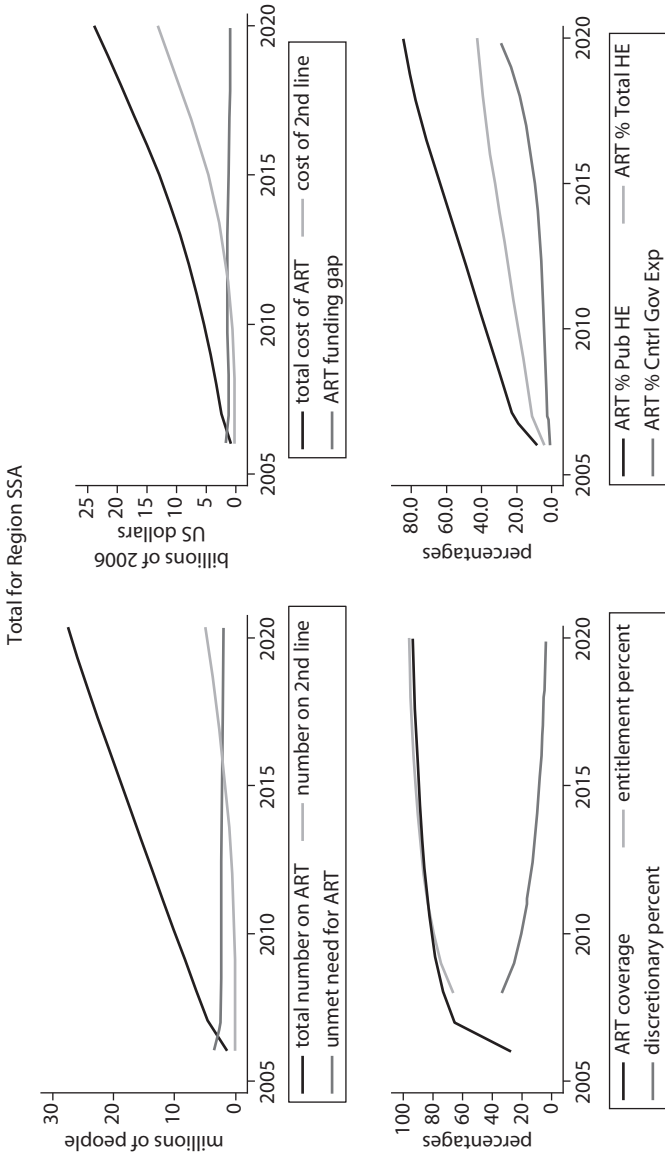 Total for Region SSA
millions of people
30
20
10
0
2005
2010
2015
2020
total number on ART
number on 2nd line
unmet need for ART
billions of 2006
US dollars
25
20
15
10
5
0
2005
2010
2015
2020
total cost of ART
cost of 2nd line
ART funding gap
percentages
100
80
60
40
20
0
2005
2010
2015
2020
ART coverage
entitlement percent
discretionary percent
percentages
80.0
60.0
40.0
20.0
0.0
2005
2010
2015
2020
ART % Pub HE
ART % Total HE
ART % Cntrl Gov Exp